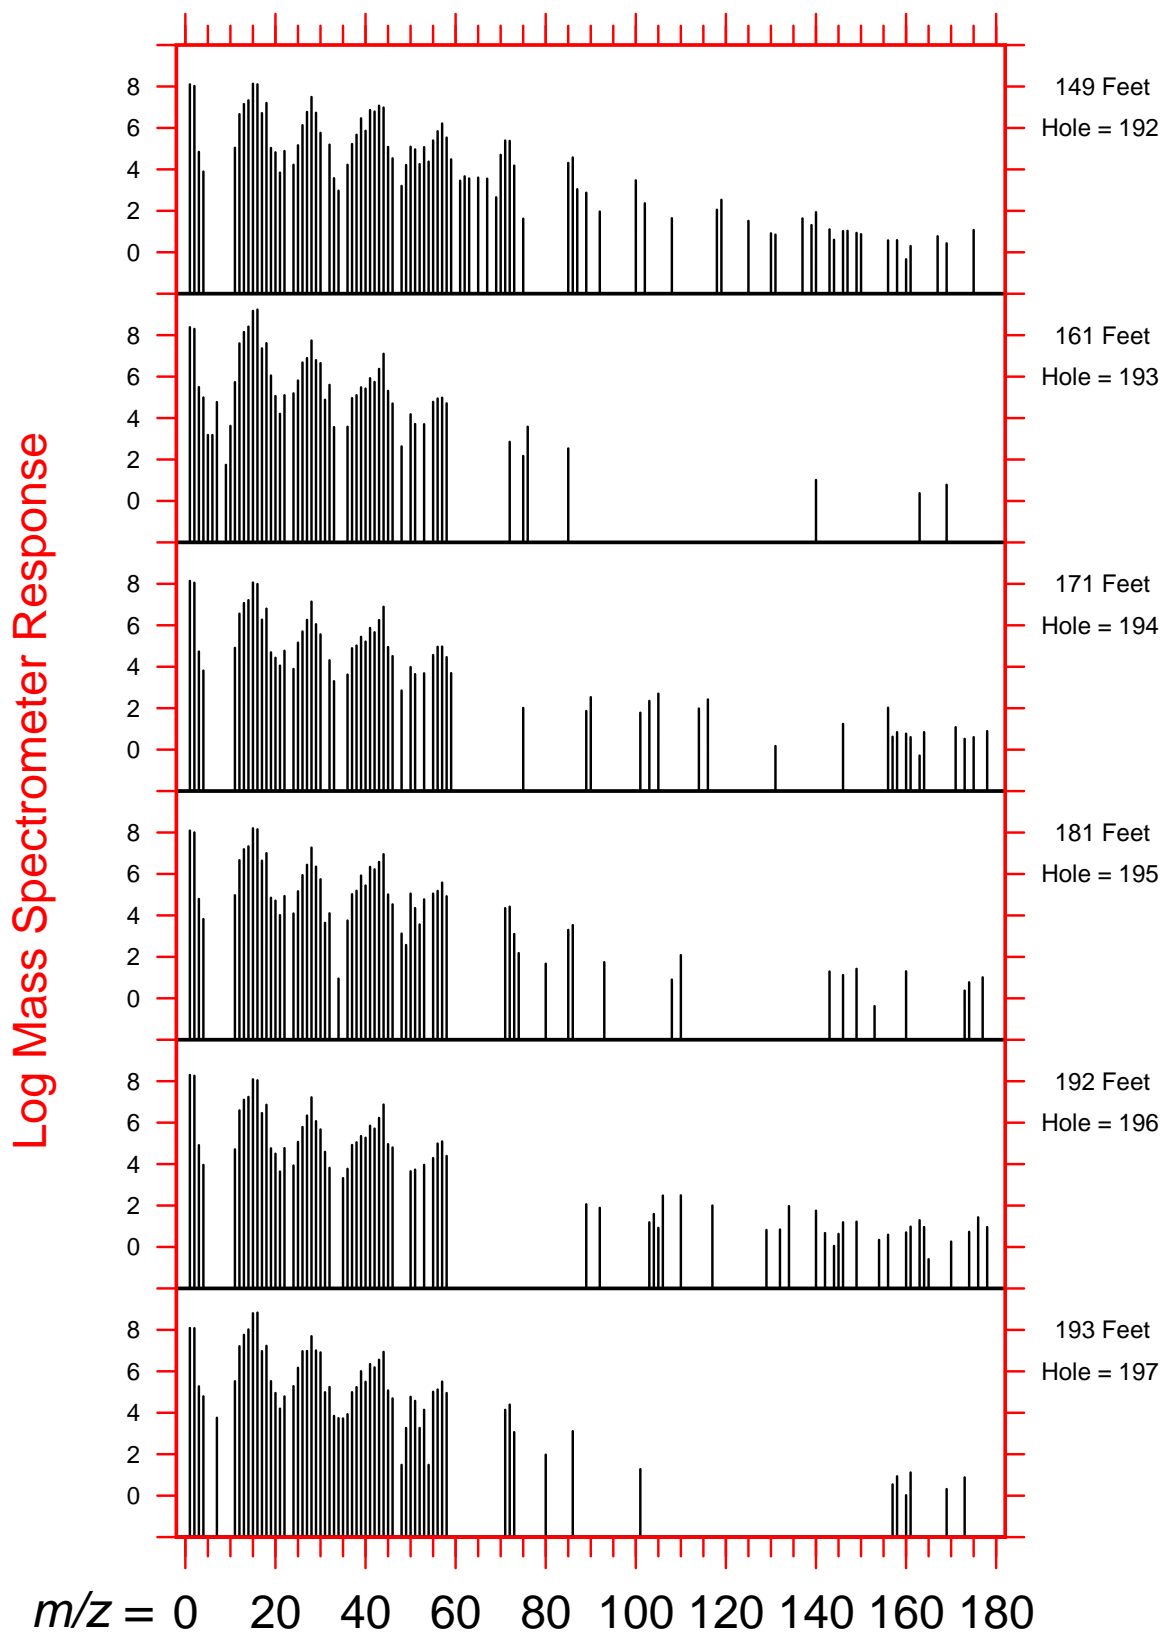 Log Mass Spectrometer Response
8
6
4
2
0
149 Feet
Hole = 192
8
6
4
2
0
161 Feet
Hole = 193
8
6
4
2
0
171 Feet
Hole = 194
8
6
4
2
0
181 Feet
Hole = 195
8
6
4
2
0
192 Feet
Hole = 196
8
6
4
2
0
193 Feet
Hole = 197
m/z = 0 20 40 60 80 100 120 140 160 180